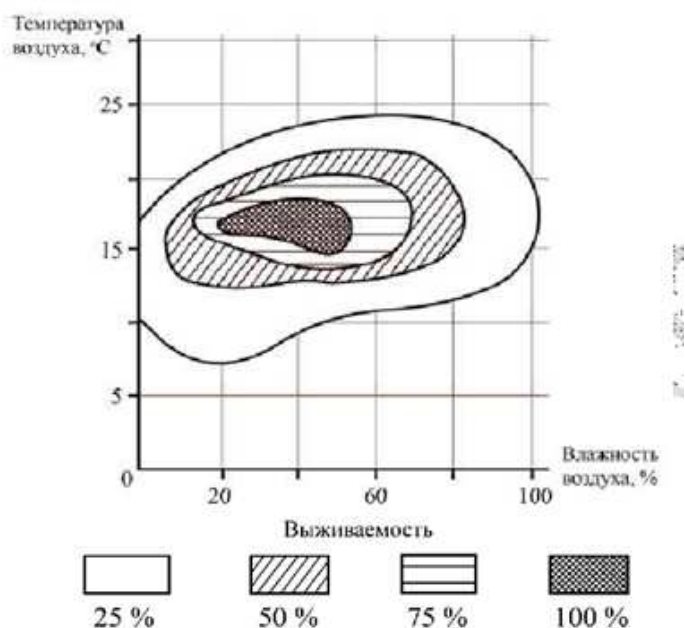 Температура
воздуха, °C
25
15
5
0
20
60
100
Влажность
воздуха, %
Выживаемость
25 %
50 %
75 %
100 %